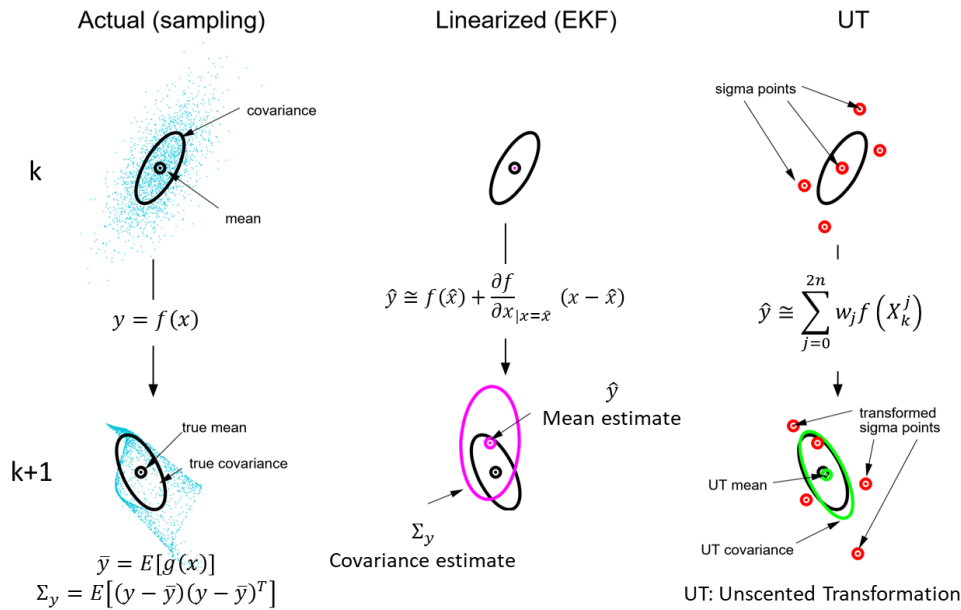 Actual (sampling)
Linearized (EKF)
UT
covariance
sigma points
k
mean
y = f(x)
ŷ ≅ f(x̂) + ∂f/∂x |x=x̂ (x − x̂)
ŷ ≅ ∑_{j=0}^{2n} w_j f(X_k^j)
ŷ
Mean estimate
true mean
true covariance
transformed
sigma points
k+1
UT mean
Σ_y
Covariance estimate
UT covariance
ȳ = E[g(x)]
Σ_y = E[(y − ȳ)(y − ȳ)^T]
UT: Unscented Transformation